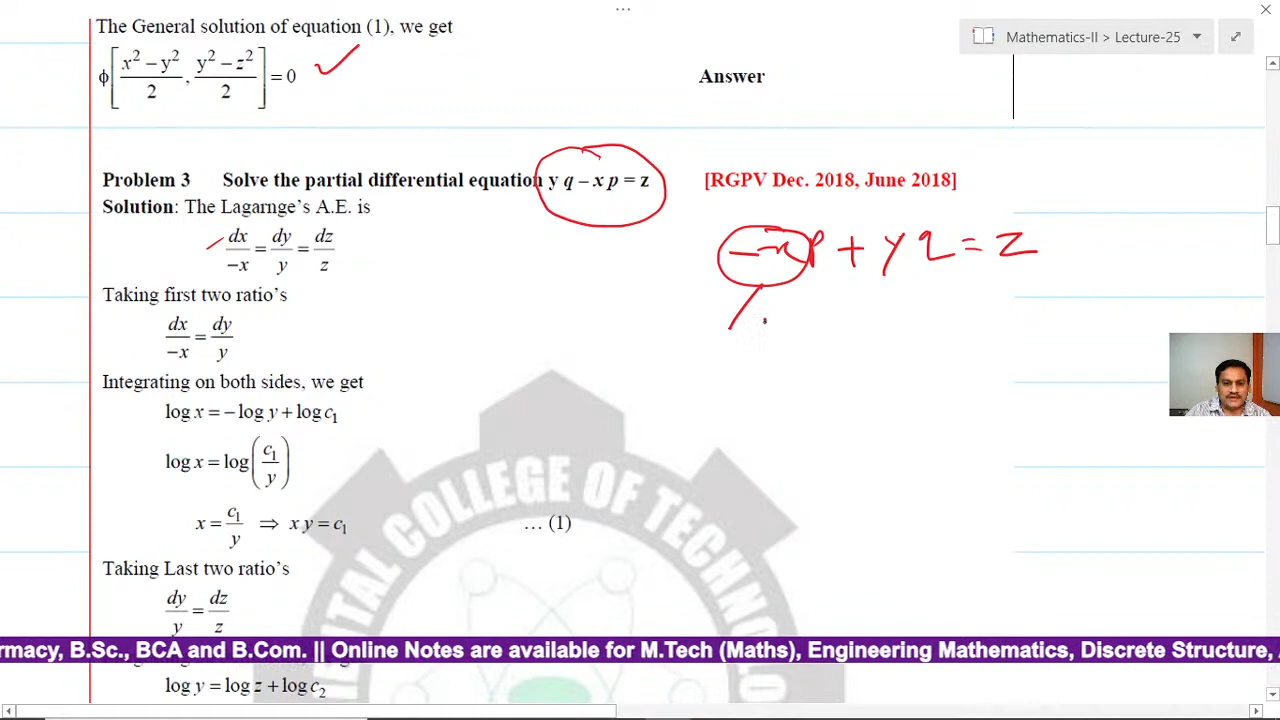 The General solution of equation (1), we get
ϕ[x² – y²/2, y² – z²/2] = 0
Answer
Mathematics-II > Lecture-25
Problem 3 Solve the partial differential equation y q – x p = z [RGPV Dec. 2018, June 2018]
Solution: The Lagarnge's A.E. is
dx/-x = dy/y = dz/z
-xp + yq = z
Taking first two ratio's
dx/-x = dy/y
Integrating on both sides, we get
log x = – log y + log c₁
log x = log(c₁/y)
x = c₁/y ⇒ x y = c₁ … (1)
Taking Last two ratio's
dy/y = dz/z
rmacy, B.Sc., BCA and B.Com. || Online Notes are available for M.Tech (Maths), Engineering Mathematics, Discrete Structure,
log y = log z + log c₂
ITAL COLLEGE OF TECHNOLO